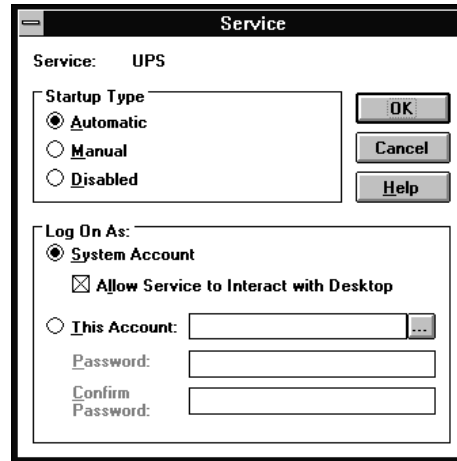 Service
Service: UPS
Startup Type
Automatic
Manual
Disabled
OK
Cancel
Help
Log On As:
System Account
Allow Service to Interact with Desktop
This Account:
...
Password:
Confirm
Password: